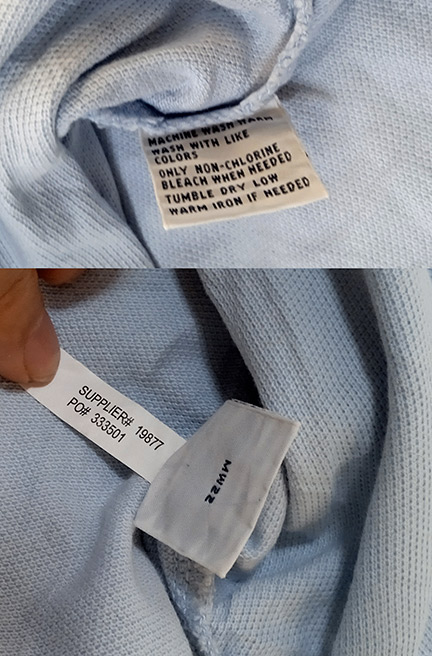 MACHINE WASH WARM
WASH WITH LIKE
COLORS
ONLY NON-CHLORINE
BLEACH WHEN NEEDED
TUMBLE DRY LOW
WARM IRON IF NEEDED
SUPPLIER# 19877
PO# 333501
MW22